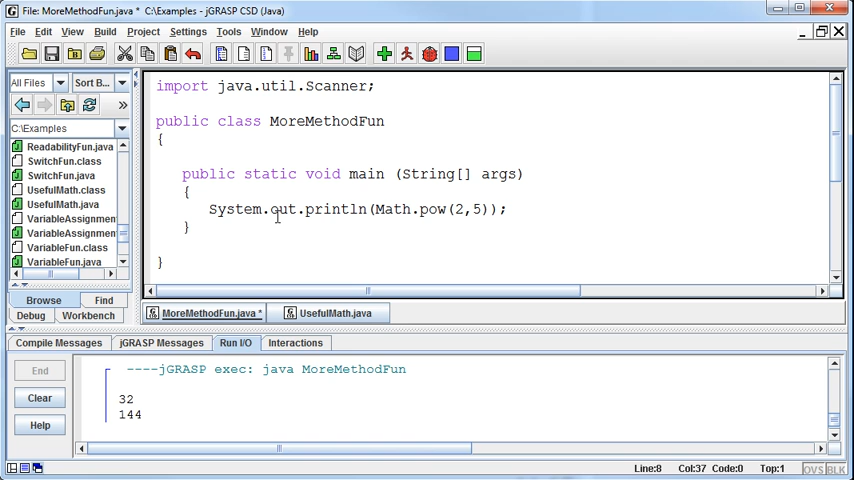 File: MoreMethodFun.java *  C:\Examples - jGRASP CSD (Java)
File Edit View Build Project Settings Tools Window Help
All Files Sort B...
C:\Examples
ReadabilityFun.java
SwitchFun.class
SwitchFun.java
UsefulMath.class
UsefulMath.java
VariableAssignmen
VariableAssignmen
VariableFun.class
VariableFun.java
Browse Find
Debug Workbench
import java.util.Scanner;
public class MoreMethodFun
{
public static void main (String[] args)
{
System.out.println(Math.pow(2,5));
}
}
MoreMethodFun.java * UsefulMath.java
Compile Messages jGRASP Messages Run I/O Interactions
End
Clear
Help
----jGRASP exec: java MoreMethodFun
32
144
Line:8 Col:37 Code:0 Top:1 OVS BLK